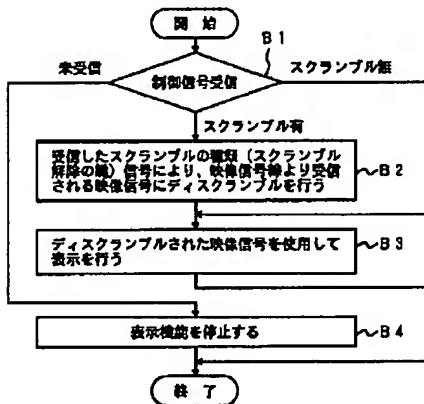 開始
B1
未受信
制御信号受信
スクランブル無
スクランブル有
受信したスクランブルの種類（スクランブル
解除の鍵）信号により、映像信号線より受信
される映像信号にディスクランブルを行う
B2
ディスクランブルされた映像信号を使用して
表示を行う
B3
表示機能を停止する
B4
終了